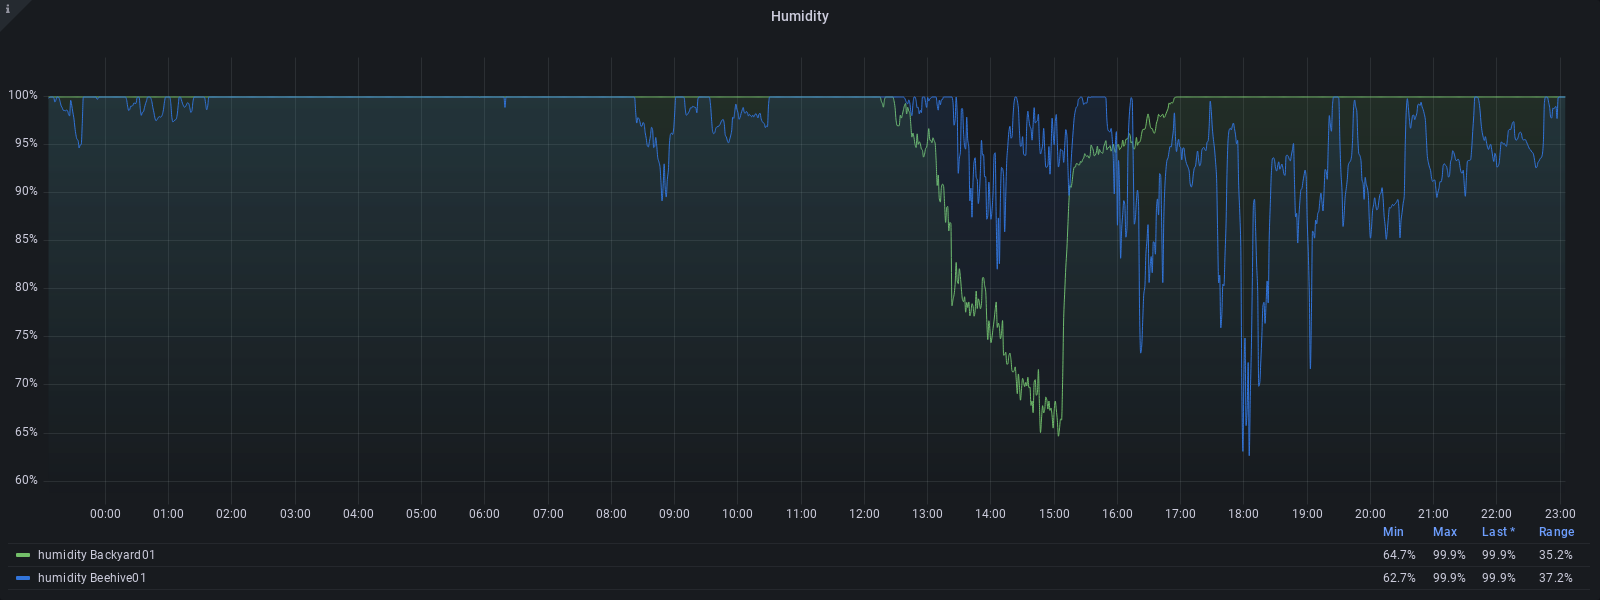 i
Humidity
100%
95%
90%
85%
80%
75%
70%
65%
60%
00:00 01:00 02:00 03:00 04:00 05:00 06:00 07:00 08:00 09:00 10:00 11:00 12:00 13:00 14:00 15:00 16:00 17:00 18:00 19:00 20:00 21:00 22:00 23:00
Min Max Last * Range
humidity Backyard01 64.7% 99.9% 99.9% 35.2%
humidity Beehive01 62.7% 99.9% 99.9% 37.2%